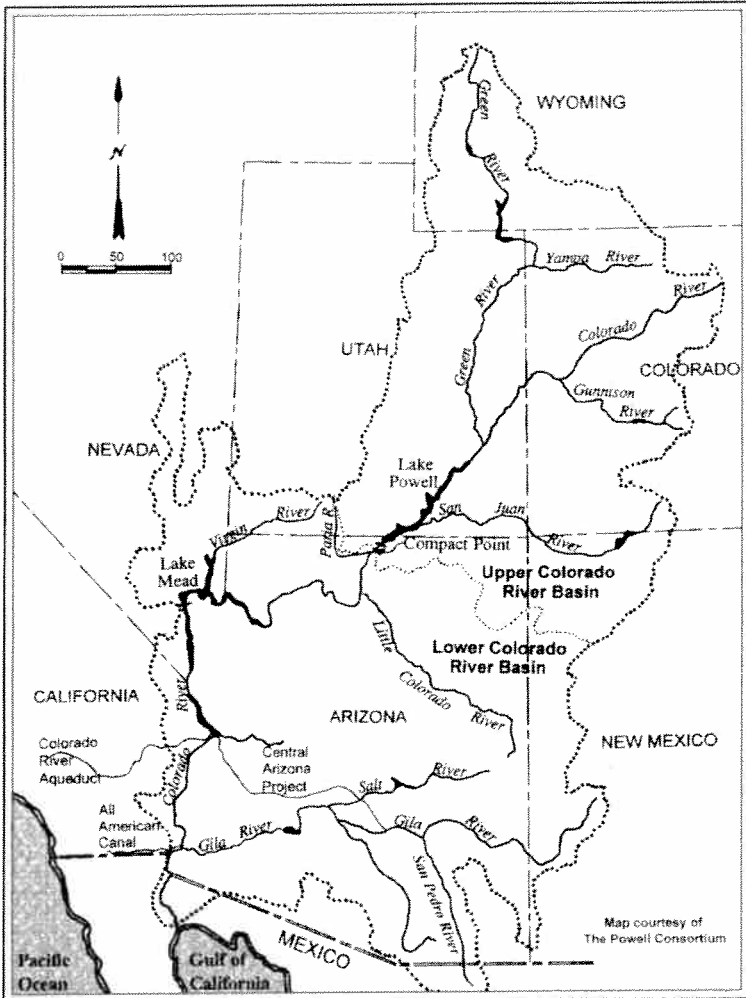 Green
River
WYOMING
N
0 50 100
Yampa River
River
Green
Colorado River
UTAH
COLORADO
Gunnison
River
NEVADA
Lake
Powell
San Juan
River
Virgin River
Paria R.
Compact Point
Lake
Mead
Upper Colorado
River Basin
Little
Colorado
River
Lower Colorado
River Basin
CALIFORNIA
River
Colorado
ARIZONA
NEW MEXICO
Colorado
River
Aqueduct
Central
Arizona
Project
Salt River
All
American
Canal
Gila River
Gila River
San Pedro River
MEXICO
Map courtesy of
The Powell Consortium
Pacific
Ocean
Gulf of
California